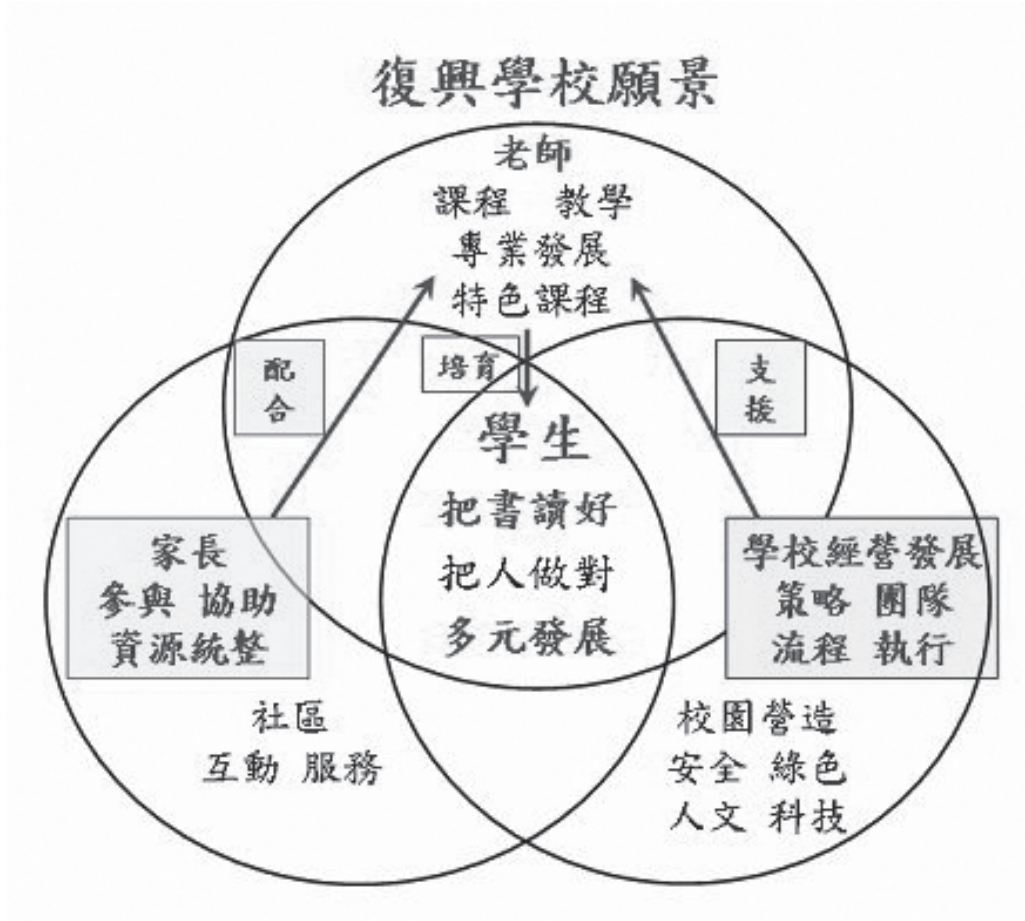 復興學校願景
老師
課程 教學
專業發展
特色課程
配
合
培育
支
援
學生
把書讀好
把人做對
多元發展
家長
參與 協助
資源統整
學校經營發展
策略 團隊
流程 執行
社區
互動 服務
校園營造
安全 綠色
人文 科技